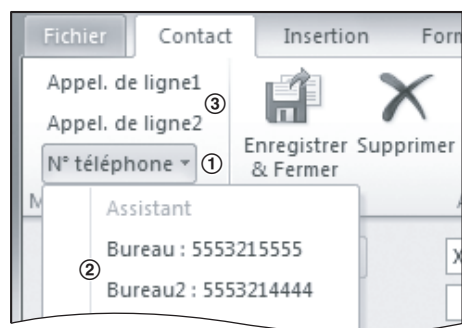 Fichier Contact Insertion Form
Appel. de ligne1
③
Appel. de ligne2
Enregistrer & Fermer
Supprimer
N° téléphone ①
M
Assistant
Bureau : 5553215555
②
Bureau2 : 5553214444
X